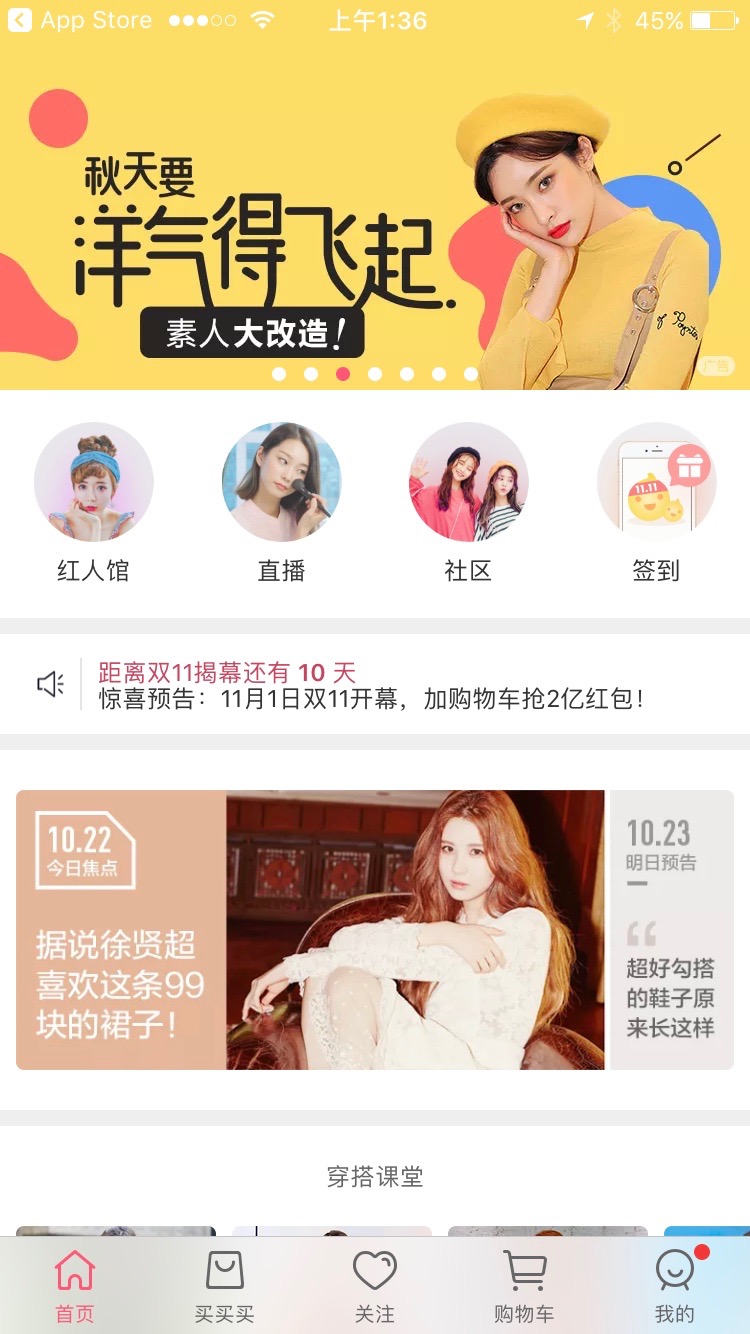 App Store
上午1:36
45%
秋天要
洋气得飞起
素人大改造！
of Poynter
广告
11.11
红人馆
直播
社区
签到
距离双11揭幕还有 10 天
惊喜预告：11月1日双11开幕，加购物车抢2亿红包！
10.22
今日焦点
据说徐贤超
喜欢这条99
块的裙子！
10.23
明日预告
“
超好勾搭
的鞋子原
来长这样
穿搭课堂
首页
买买买
关注
购物车
我的